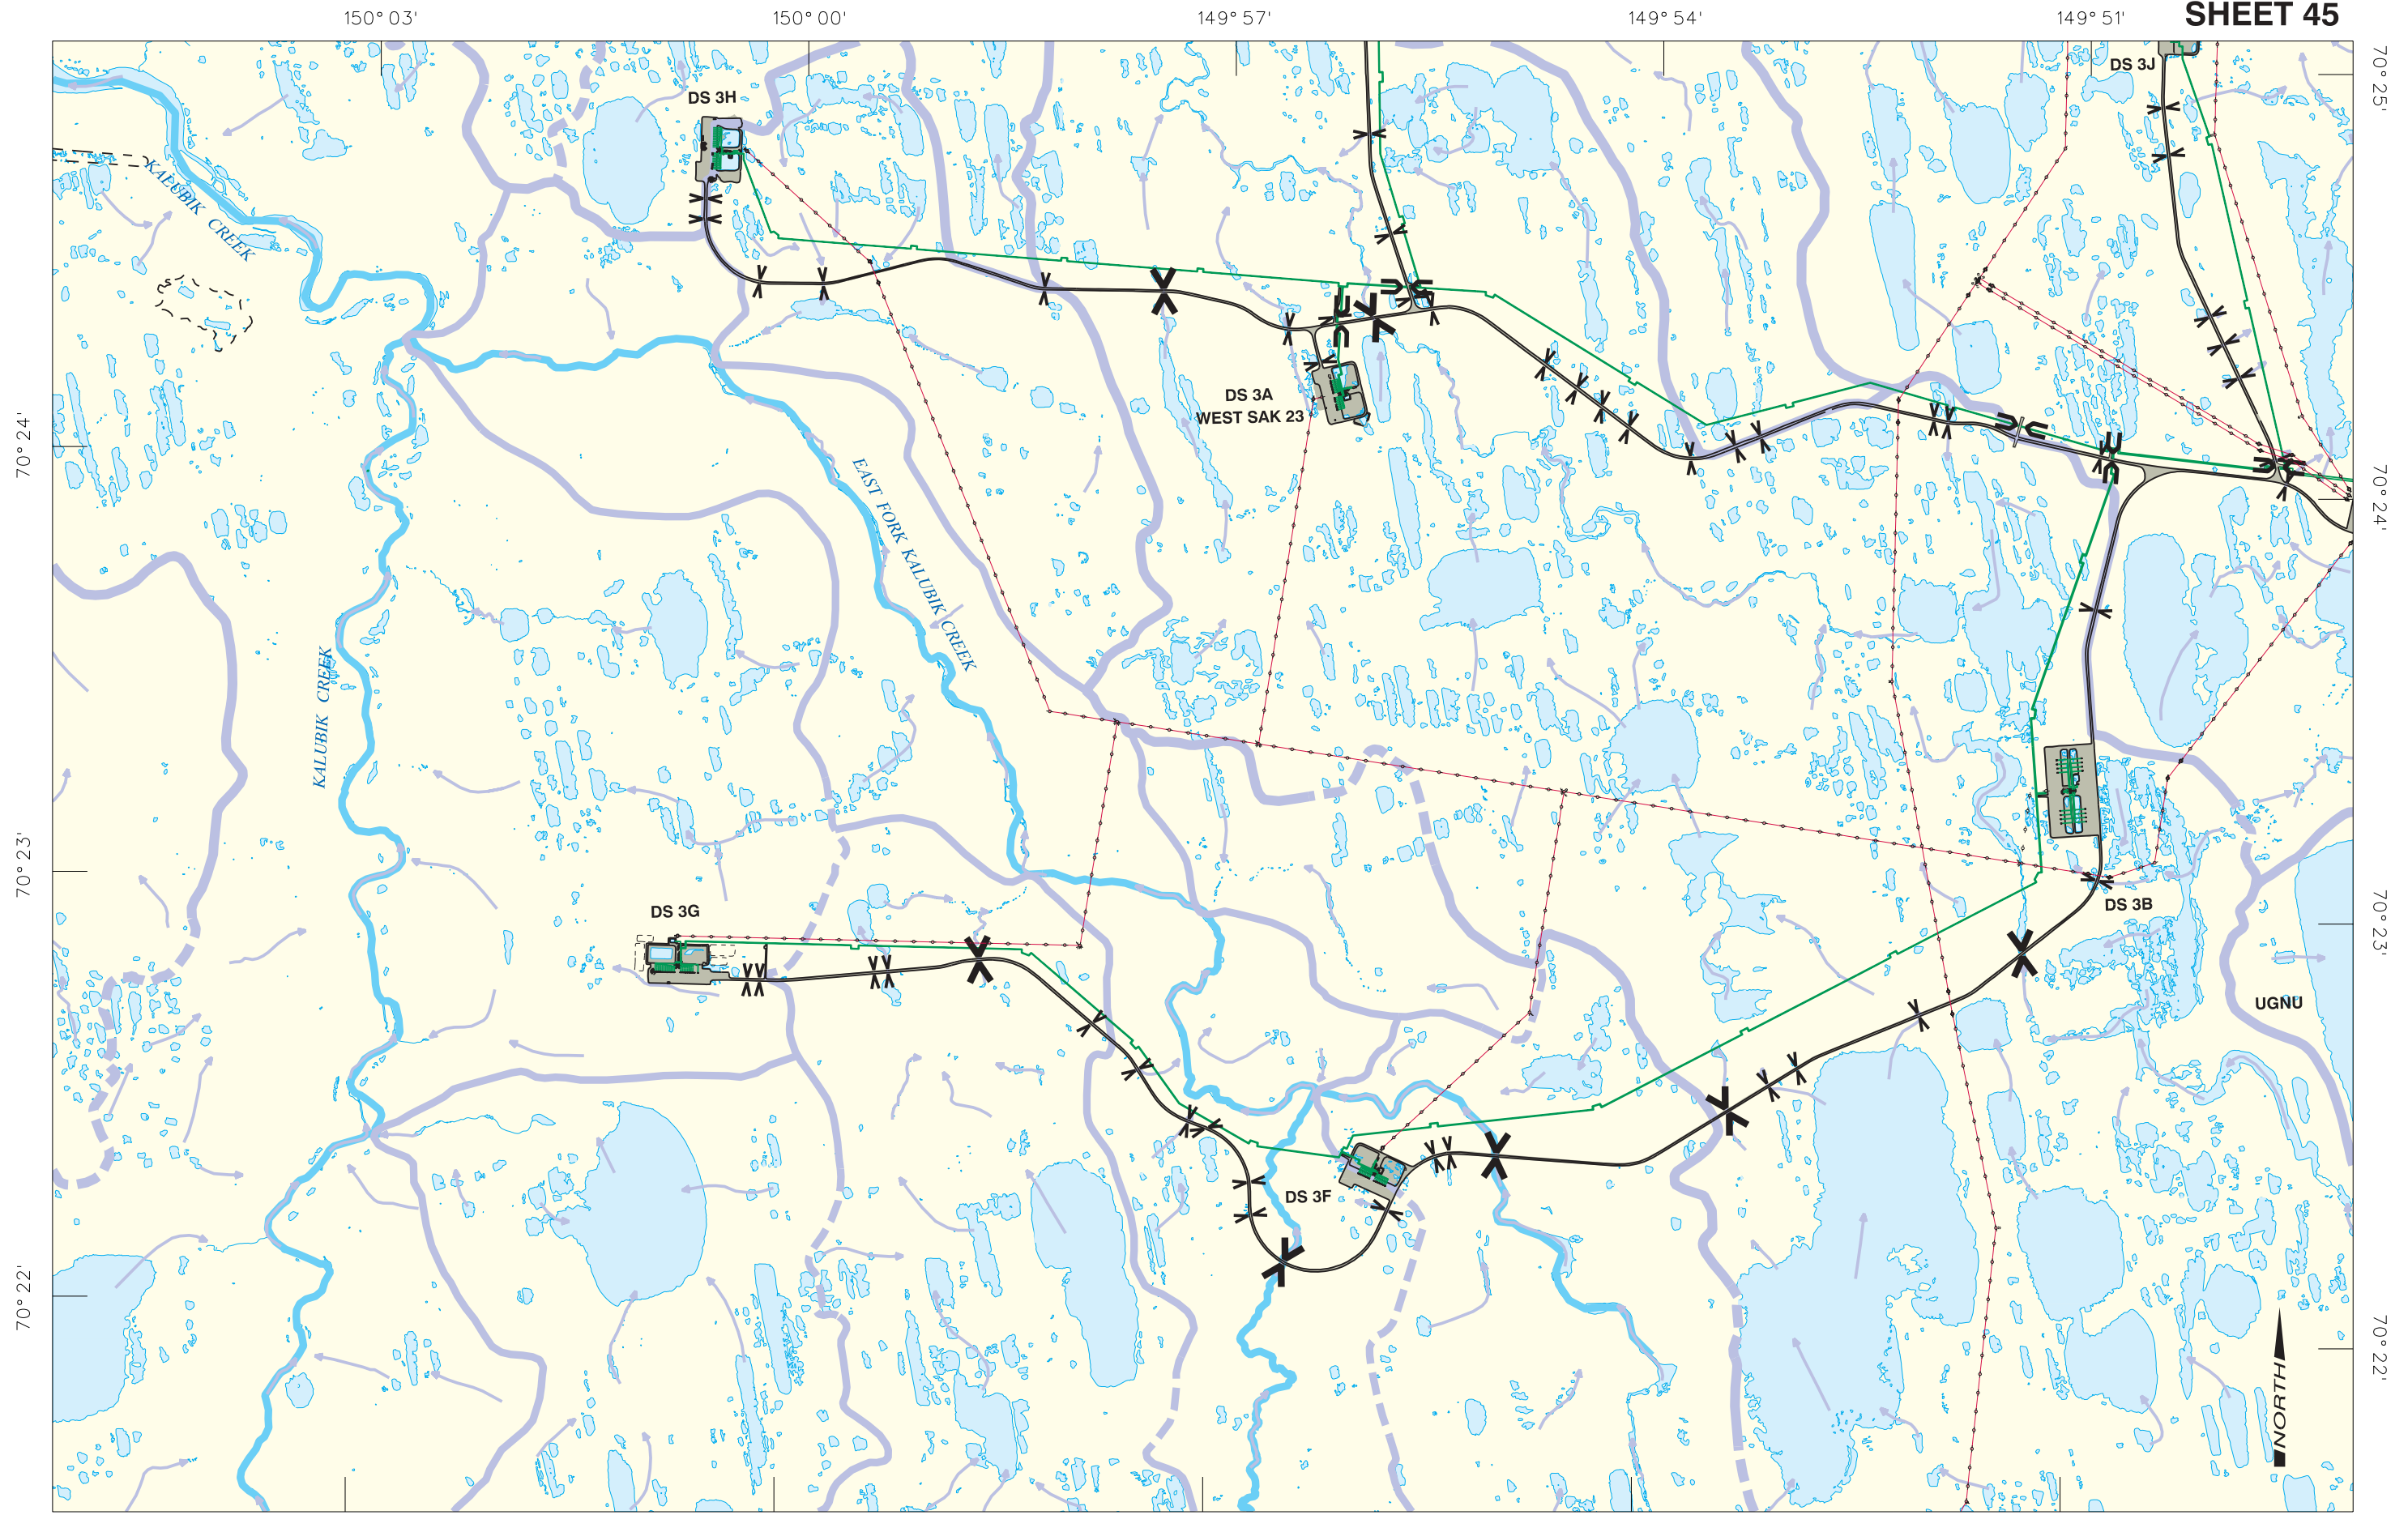 SHEET 45
150° 03'
150° 00'
149° 57'
149° 54'
149° 51'
70° 25'
DS 3J
DS 3H
KALUBIK CREEK
DS 3A
WEST SAK 23
70° 24'
70° 24'
EAST FORK KALUBIK CREEK
KALUBIK CREEK
70° 23'
70° 23'
DS 3B
DS 3G
UGNU
DS 3F
70° 22'
70° 22'
NORTH